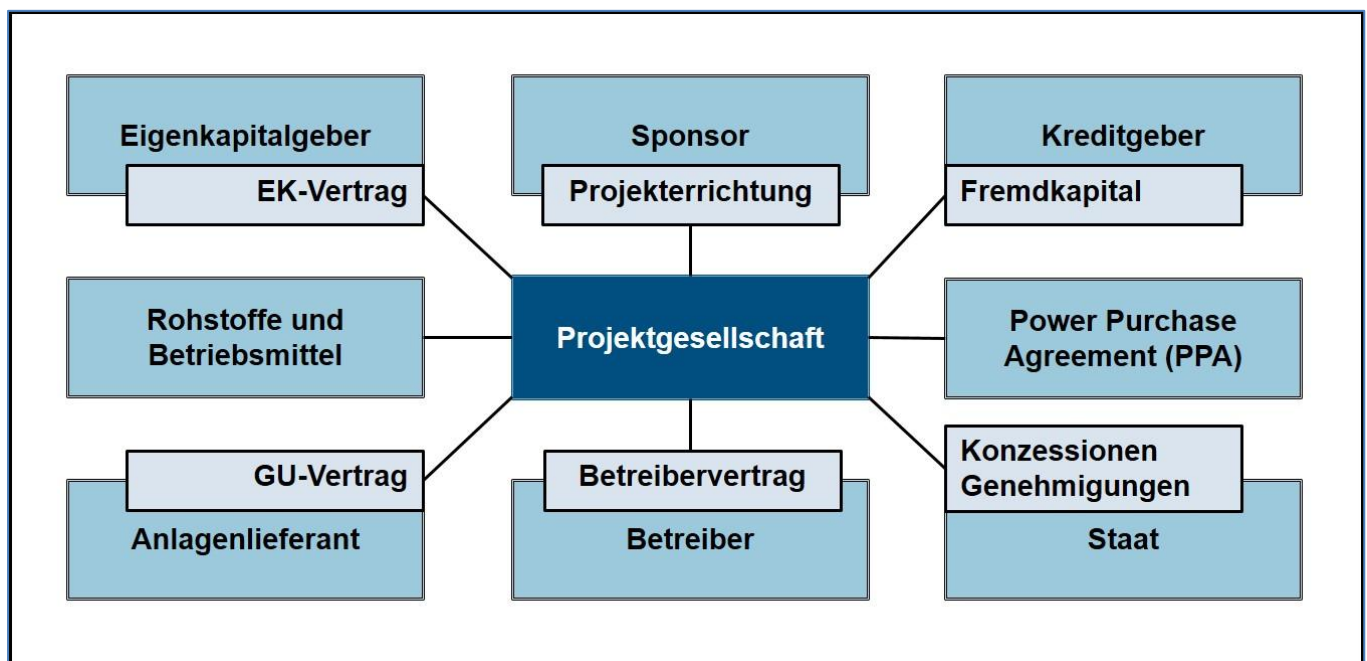 Eigenkapitalgeber
EK-Vertrag
Sponsor
Projekterrichtung
Kreditgeber
Fremdkapital
Rohstoffe und
Betriebsmittel
Projektgesellschaft
Power Purchase
Agreement (PPA)
GU-Vertrag
Anlagenlieferant
Betreibervertrag
Betreiber
Konzessionen
Genehmigungen
Staat